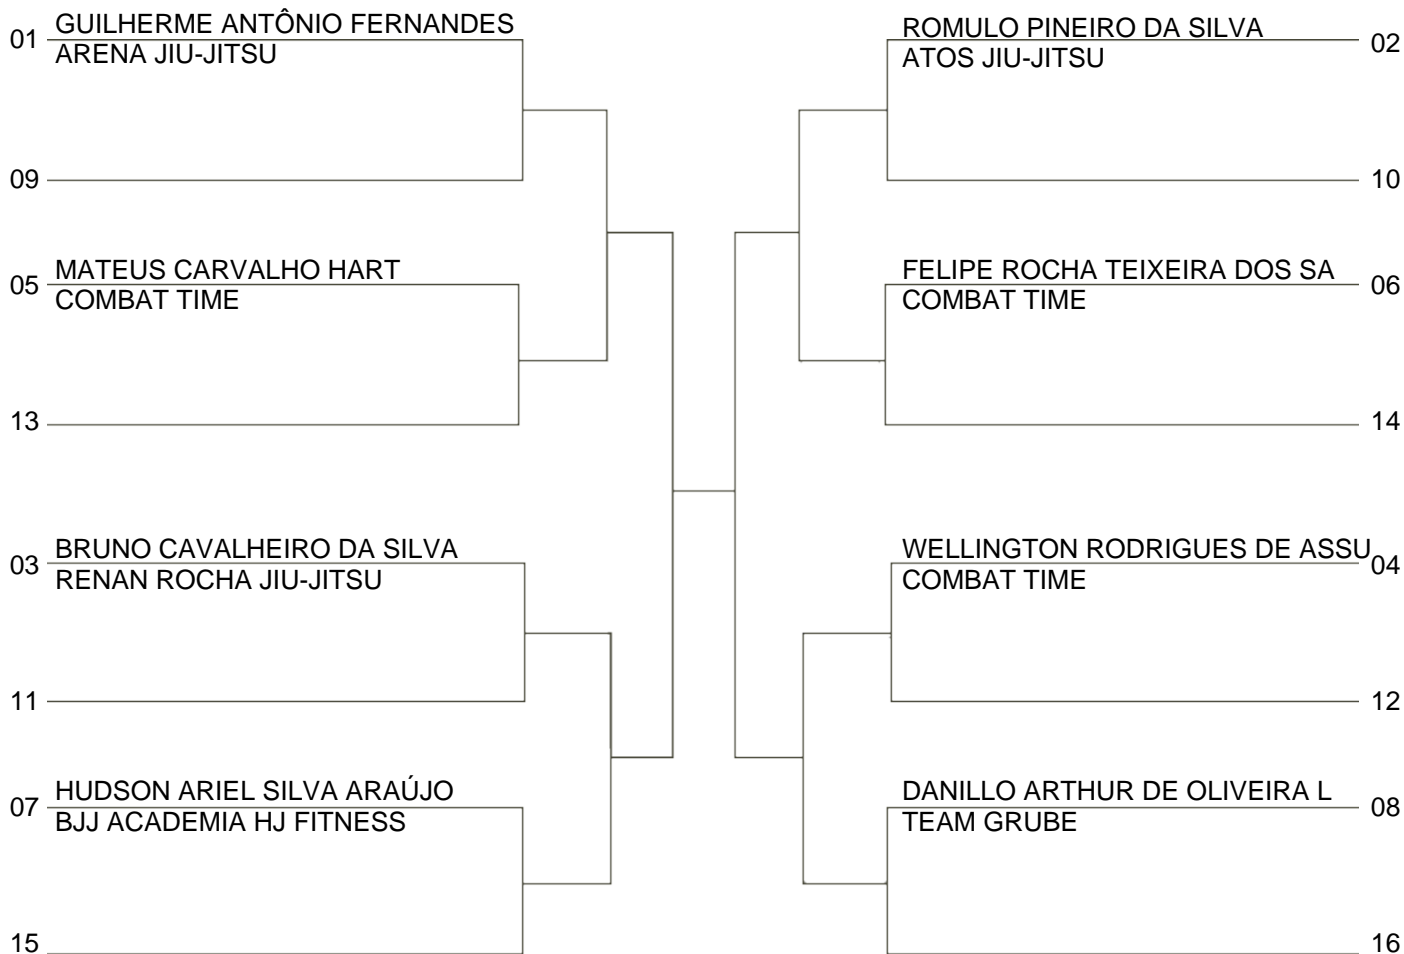 01 GUILHERME ANTÔNIO FERNANDES
ARENA JIU-JITSU
09
05 MATEUS CARVALHO HART
COMBAT TIME
13
03 BRUNO CAVALHEIRO DA SILVA
RENAN ROCHA JIU-JITSU
11
07 HUDSON ARIEL SILVA ARAÚJO
BJJ ACADEMIA HJ FITNESS
15
ROMULO PINEIRO DA SILVA 02
ATOS JIU-JITSU
10
FELIPE ROCHA TEIXEIRA DOS SA 06
COMBAT TIME
14
WELLINGTON RODRIGUES DE ASSU 04
COMBAT TIME
12
DANILLO ARTHUR DE OLIVEIRA L 08
TEAM GRUBE
16